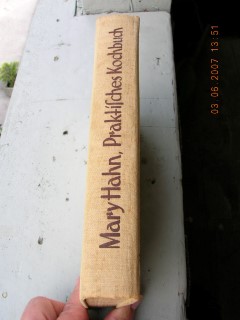 Mary Hahn, Praktisches Kochbuch
03 06 2007 13:51